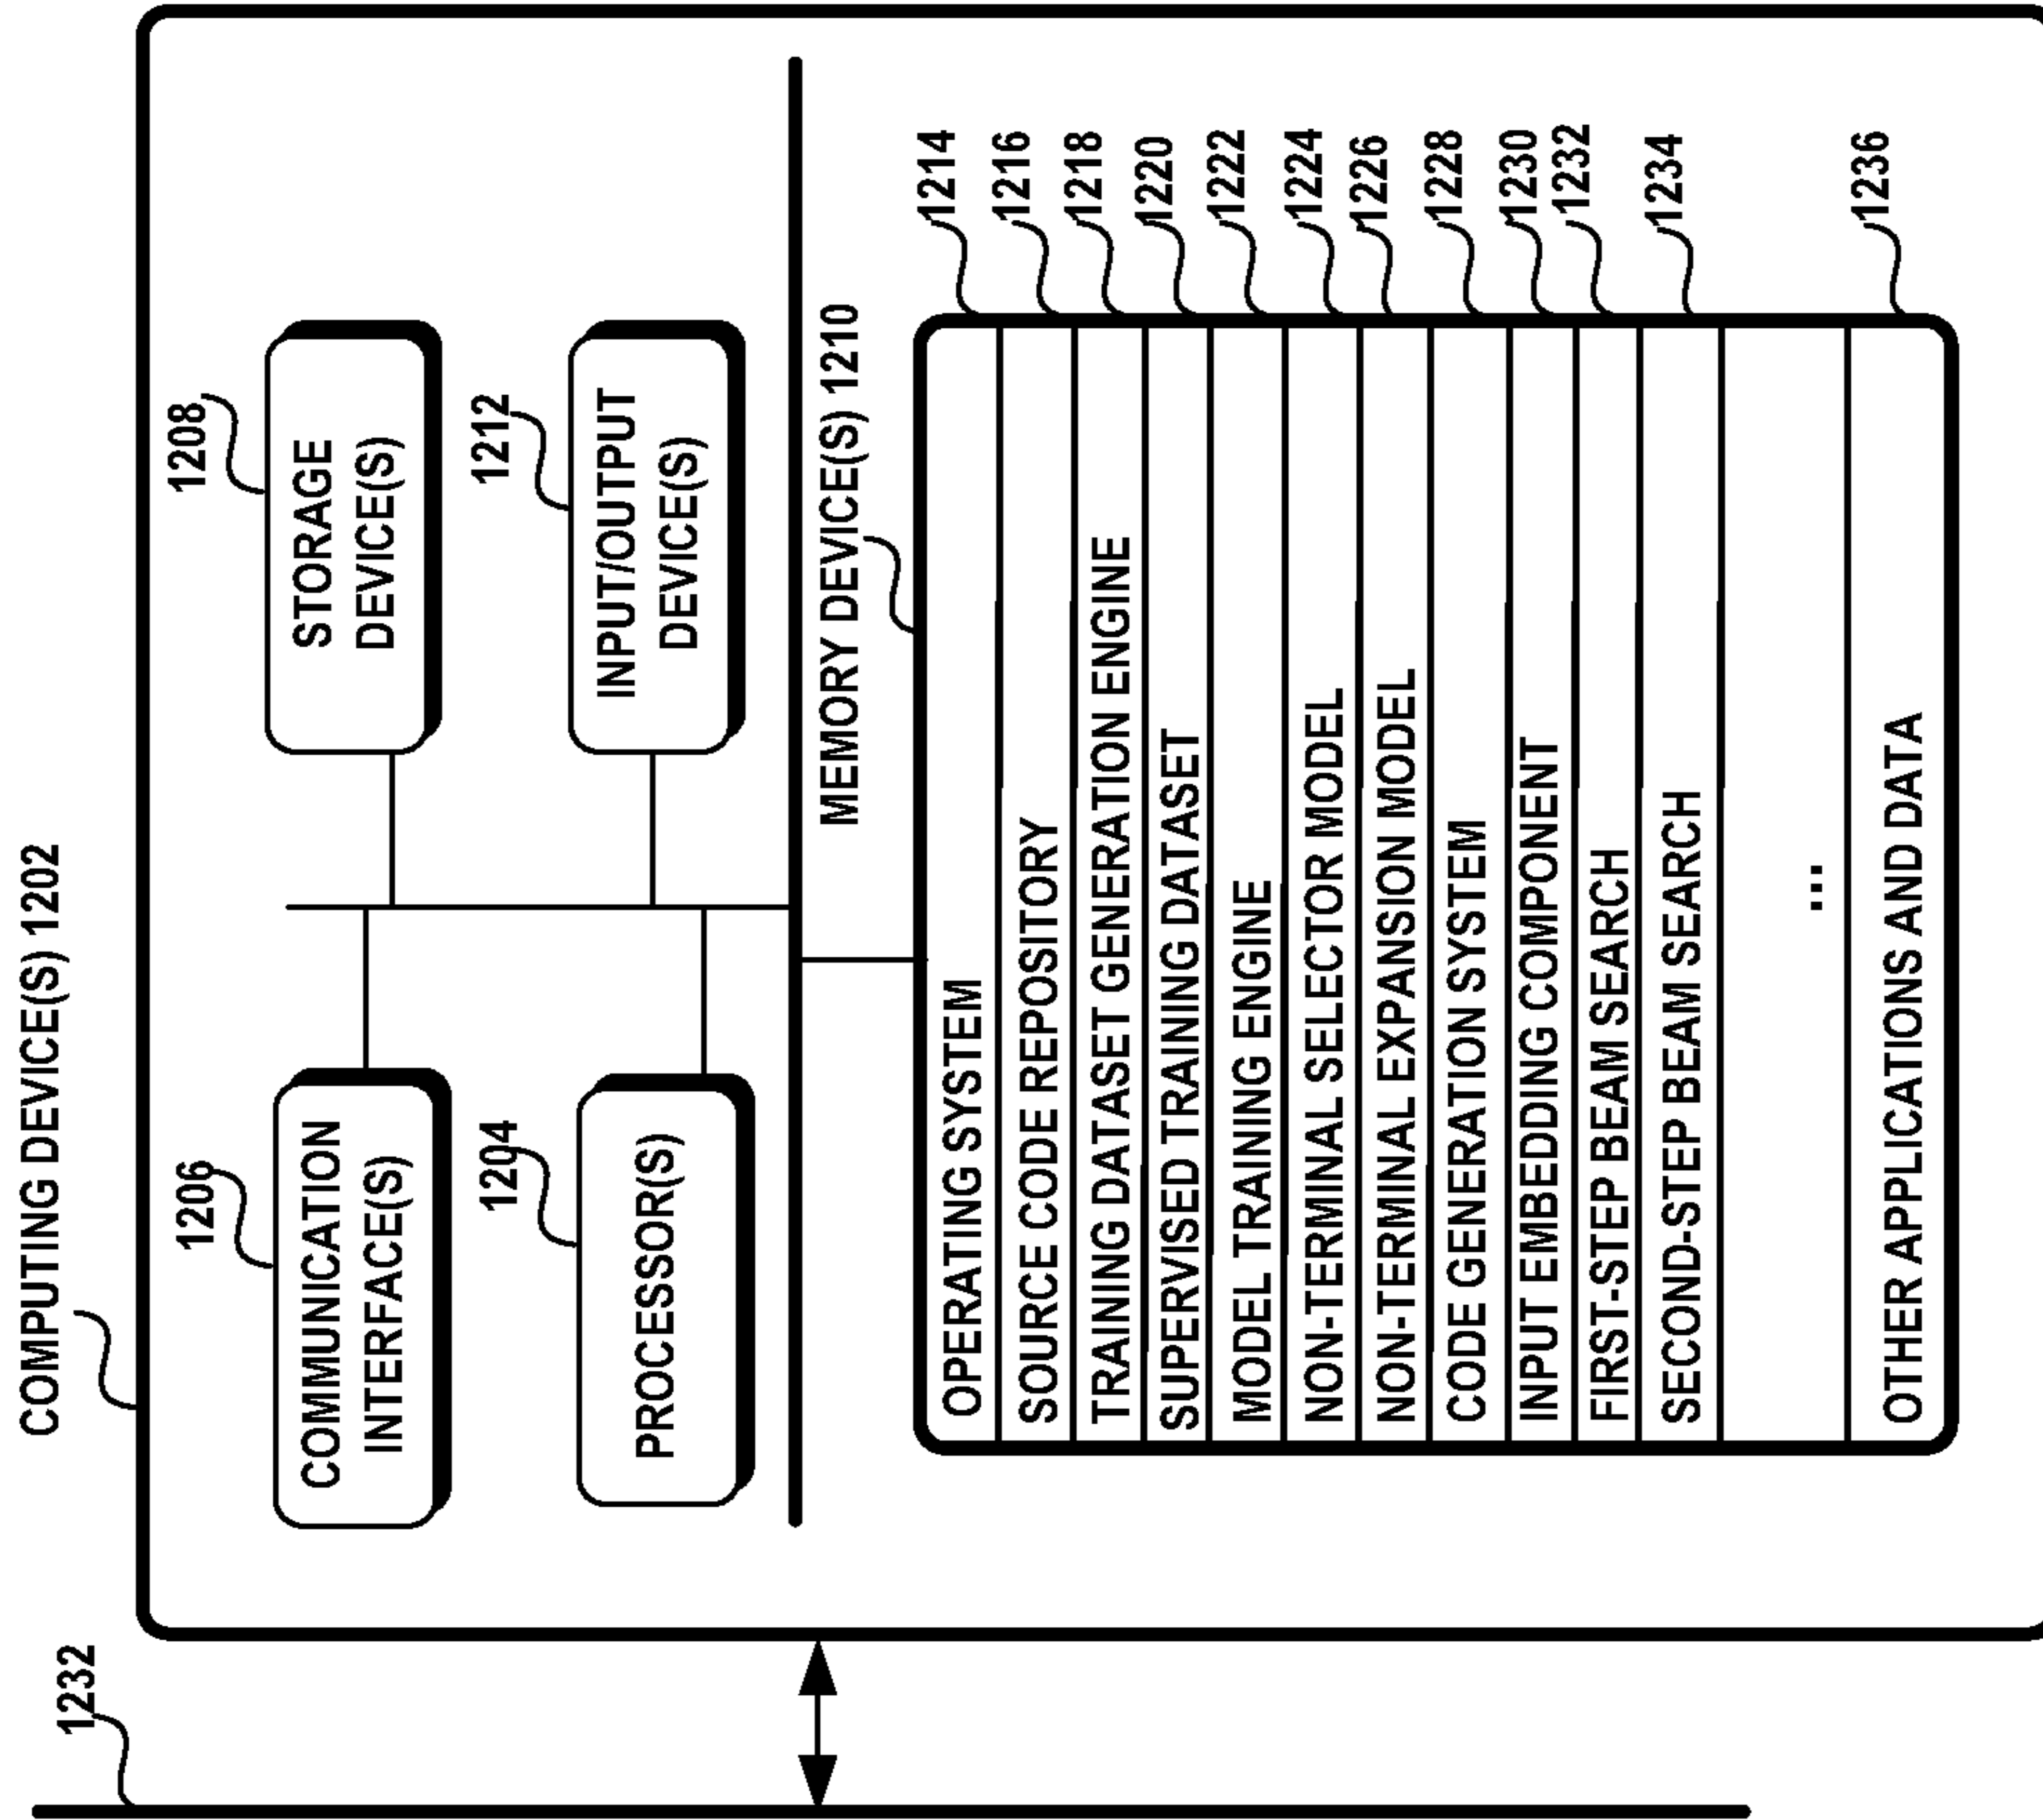 COMPUTING DEVICE(S) 1202
1206
COMMUNICATION
INTERFACE(S)
1208
STORAGE
DEVICE(S)
1204
PROCESSOR(S)
1212
INPUT/OUTPUT
DEVICE(S)
1232
MEMORY DEVICE(S) 1210
OPERATING SYSTEM 1214
SOURCE CODE REPOSITORY 1216
TRAINING DATASET GENERATION ENGINE 1218
SUPERVISED TRAINING DATASET 1220
MODEL TRAINING ENGINE 1222
NON-TERMINAL SELECTOR MODEL 1224
NON-TERMINAL EXPANSION MODEL 1226
CODE GENERATION SYSTEM 1228
INPUT EMBEDDING COMPONENT 1230
FIRST-STEP BEAM SEARCH 1232
SECOND-STEP BEAM SEARCH 1234
...
OTHER APPLICATIONS AND DATA 1236